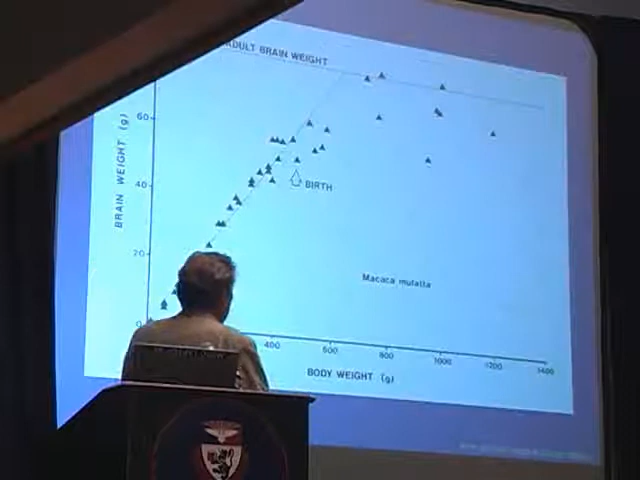 ADULT BRAIN WEIGHT
BRAIN WEIGHT (g)
60
40
20
0
BIRTH
Macaca mulatta
400
600
800
1000
1200
1400
BODY WEIGHT (g)